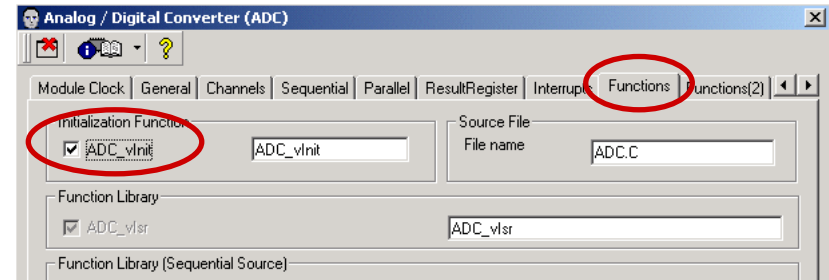 Analog / Digital Converter (ADC)
Module Clock General Channels Sequential Parallel ResultRegister Interrupts Functions Functions(2)
Initialization Function Source File
ADC_vInit ADC_vInit File name ADC.C
Function Library
ADC_vIsr ADC_vIsr
Function Library (Sequential Source)